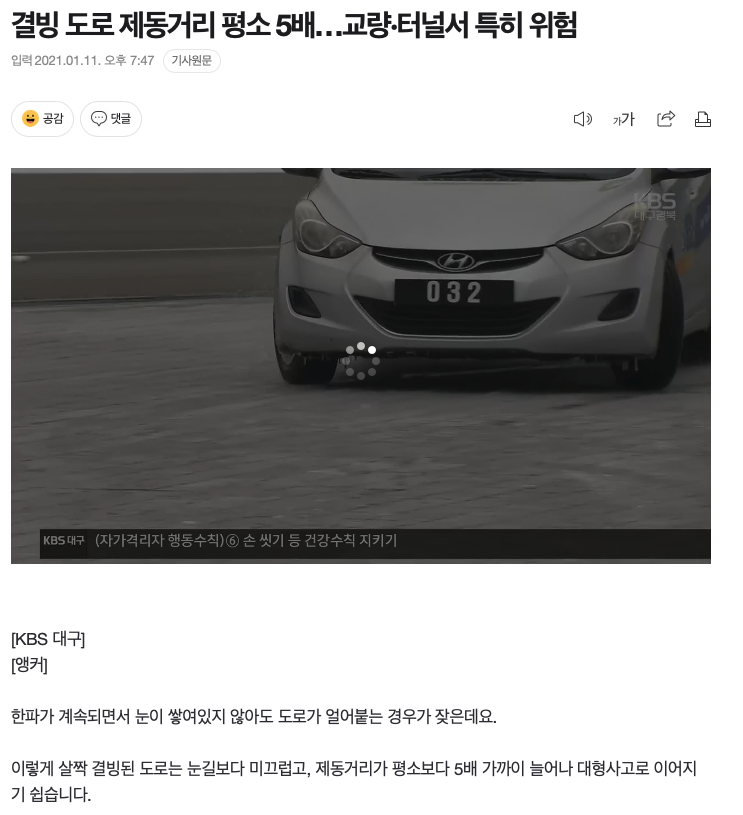 결빙 도로 제동거리 평소 5배…교량·터널서 특히 위험
입력 2021.01.11. 오후 7:47 기사원문
공감 댓글 가가
KBS
대구경북
032
KBS 대구 (자가격리자 행동수칙)⑥ 손 씻기 등 건강수칙 지키기
[KBS 대구]
[앵커]
한파가 계속되면서 눈이 쌓여있지 않아도 도로가 얼어붙는 경우가 잦은데요.
이렇게 살짝 결빙된 도로는 눈길보다 미끄럽고, 제동거리가 평소보다 5배 가까이 늘어나 대형사고로 이어지
기 쉽습니다.